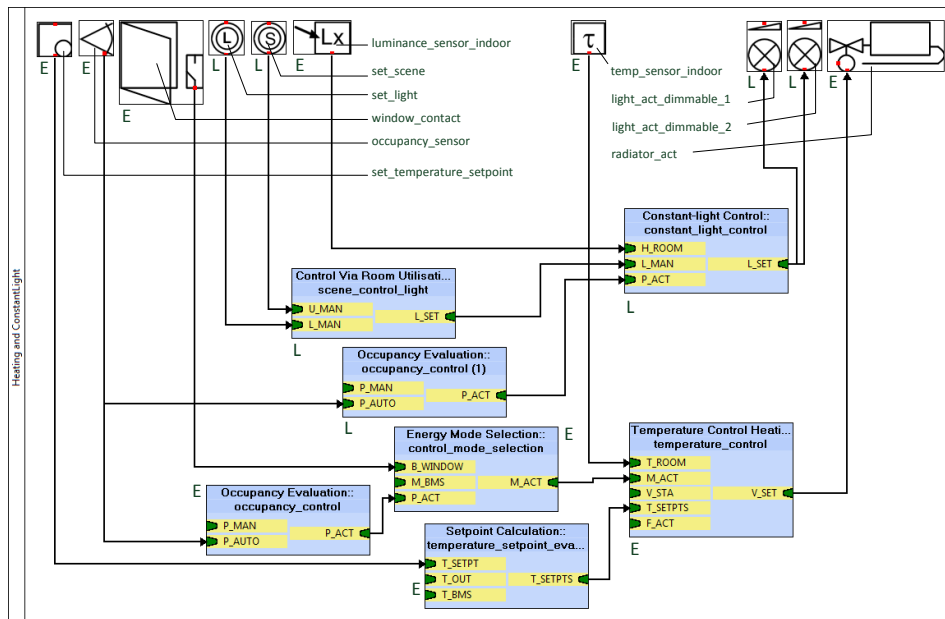 L
S
Lx
τ
E
E
E
L
L
E
E
L
L
E
luminance_sensor_indoor
set_scene
set_light
window_contact
occupancy_sensor
set_temperature_setpoint
temp_sensor_indoor
light_act_dimmable_1
light_act_dimmable_2
radiator_act
Heating and ConstantLight
Constant-light Control::
constant_light_control
H_ROOM
L_MAN L_SET
P_ACT
L
Control Via Room Utilisati...
scene_control_light
U_MAN
L_MAN
L_SET
L
Occupancy Evaluation::
occupancy_control (1)
P_MAN
P_AUTO
P_ACT
L
Energy Mode Selection::
control_mode_selection
B_WINDOW
M_BMS M_ACT
P_ACT
E
Temperature Control Heati...
temperature_control
T_ROOM
M_ACT
V_STA V_SET
T_SETPTS
F_ACT
E
E
Occupancy Evaluation::
occupancy_control
P_MAN
P_AUTO
P_ACT
Setpoint Calculation::
temperature_setpoint_eva...
T_SETPT
T_OUT T_SETPTS
T_BMS
E